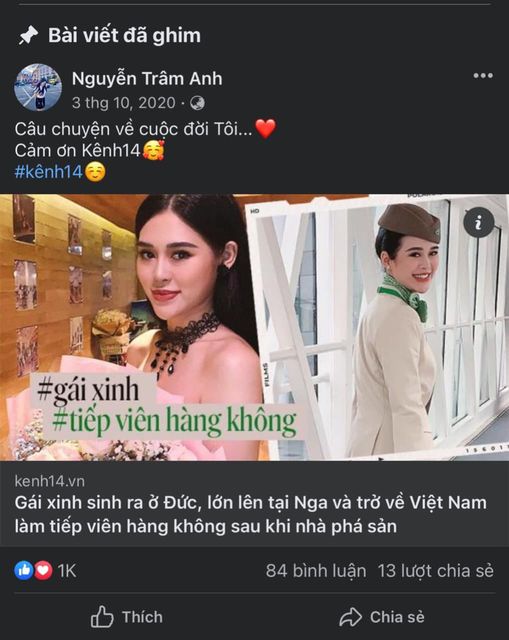 Bài viết đã ghim
Nguyễn Trâm Anh
3 thg 10, 2020 ·
Câu chuyện về cuộc đời Tôi...❤️
Cảm ơn Kênh14🥰
#kênh14☺️
HD
i
FILMS
#gái xinh
#tiếp viên hàng không
kenh14.vn
Gái xinh sinh ra ở Đức, lớn lên tại Nga và trở về Việt Nam
làm tiếp viên hàng không sau khi nhà phá sản
1K
84 bình luận 13 lượt chia sẻ
Thích
Chia sẻ